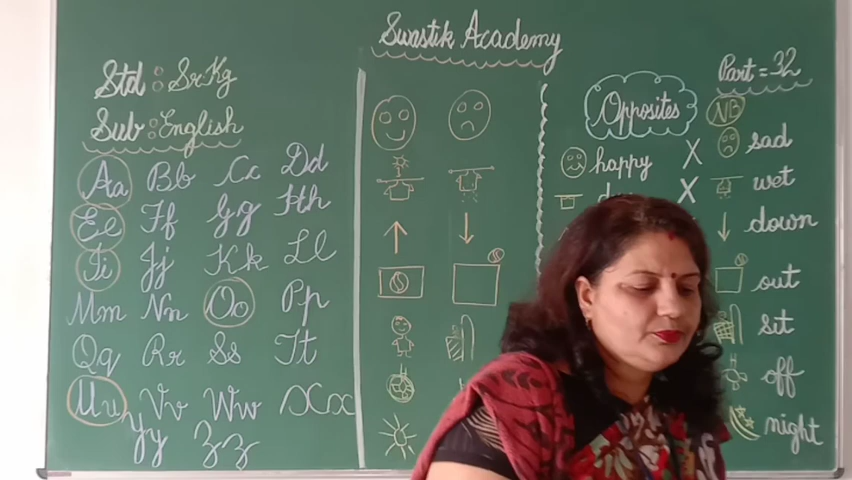 Swastik Academy
Std : Sr Kg
Sub : English
Part = 32
Aa Bb Cc Dd
Ee Ff Gg Hh
Ii Jj Kk Ll
Mm Nn Oo Pp
Qq Rr Ss Tt
Uu Vv Ww Xx
Yy Zz
Opposites
NB
happy X sad
X wet
down
out
sit
off
night